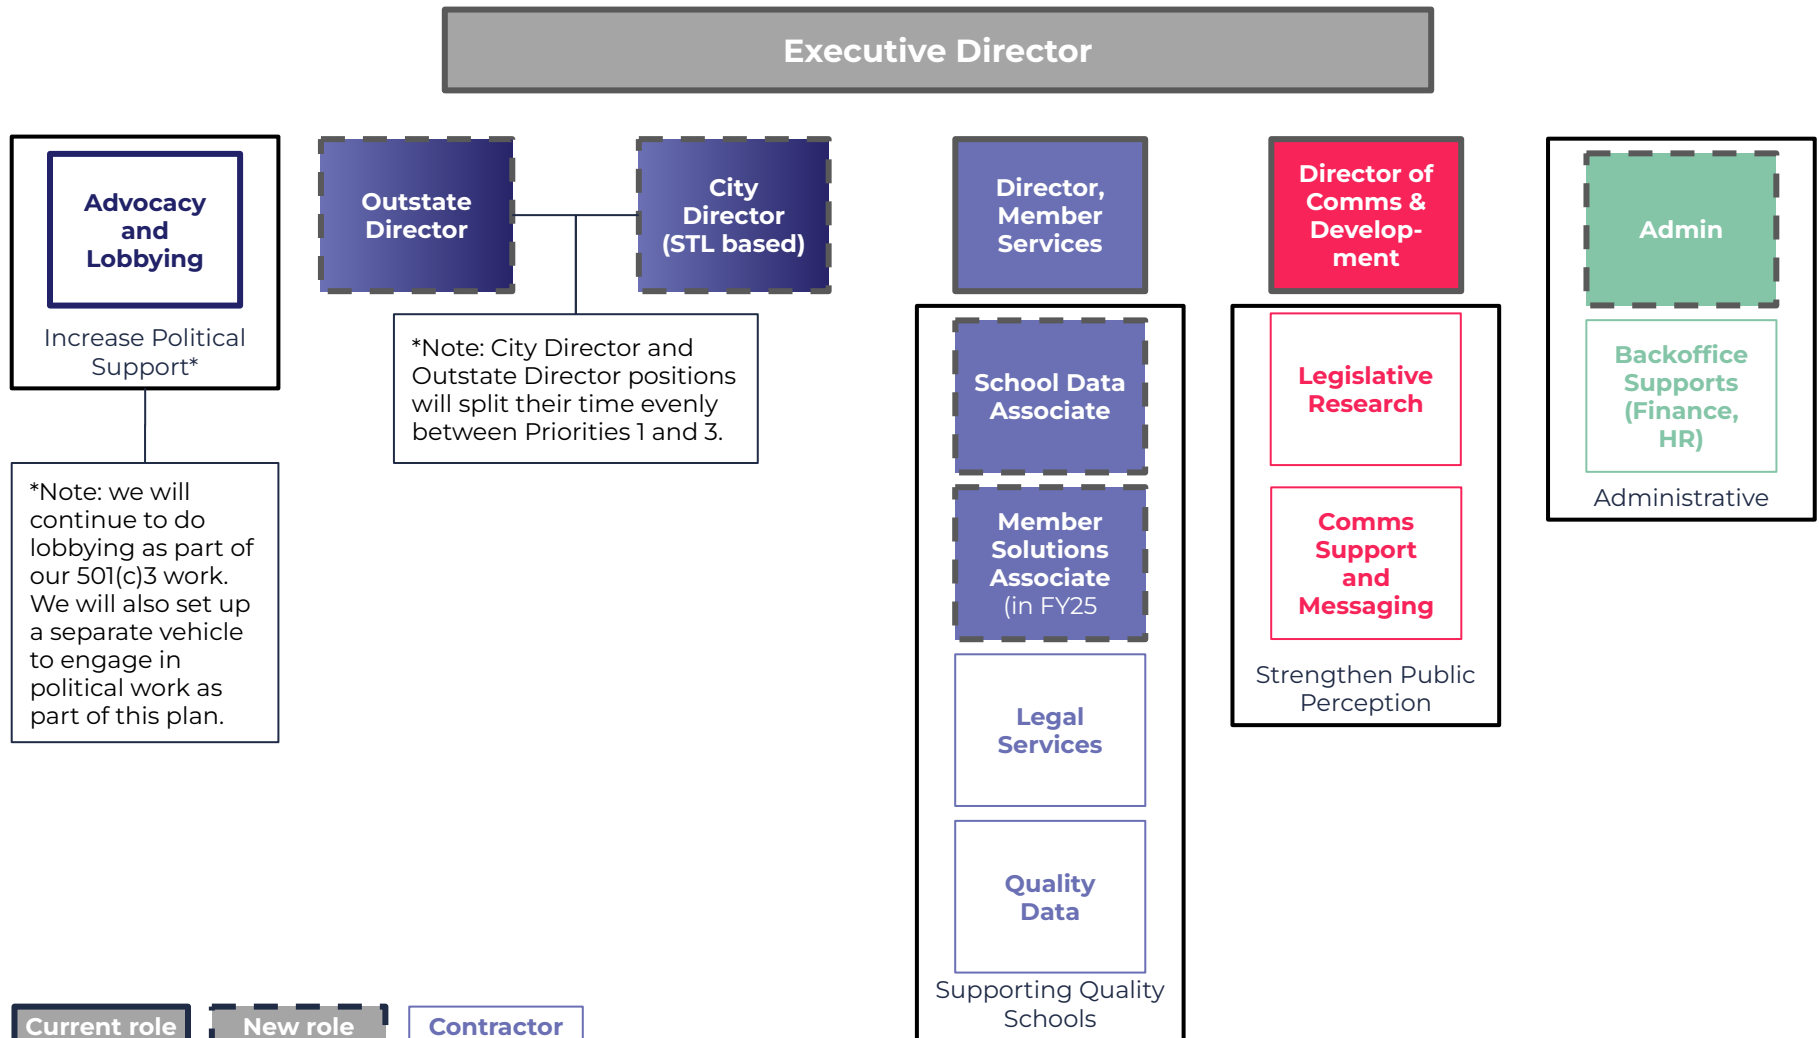 Executive Director
Advocacy
and
Lobbying
Increase Political
Support*
*Note: we will
continue to do
lobbying as part of
our 501(c)3 work.
We will also set up
a separate vehicle
to engage in
political work as
part of this plan.
Outstate
Director
City
Director
(STL based)
*Note: City Director and
Outstate Director positions
will split their time evenly
between Priorities 1 and 3.
Director,
Member
Services
School Data
Associate
Member
Solutions
Associate
(in FY25
Legal
Services
Quality
Data
Supporting Quality
Schools
Director of
Comms &
Develop-
ment
Legislative
Research
Comms
Support
and
Messaging
Strengthen Public
Perception
Admin
Backoffice
Supports
(Finance,
HR)
Administrative
Current role
New role
Contractor